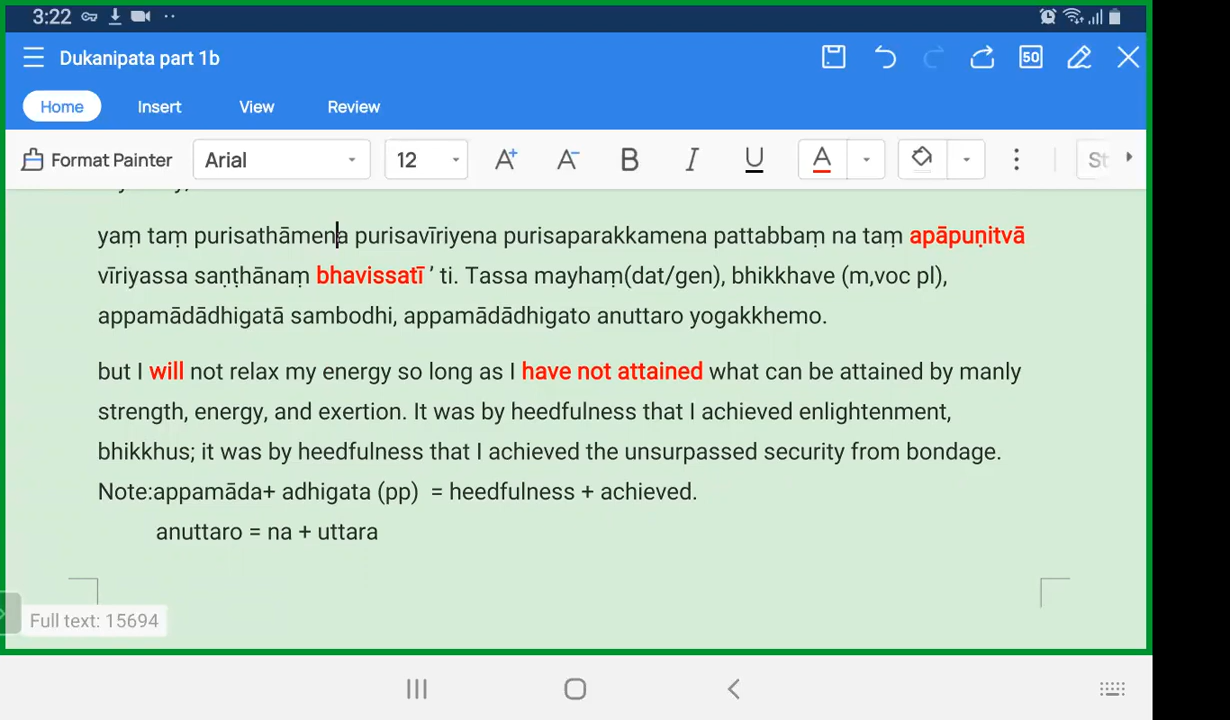 3:22
Dukanipata part 1b
50
Home Insert View Review
Format Painter Arial 12 A+ A- B I U A St
yaṃ taṃ purisathāmena purisavīriyena purisaparakkamena pattabbaṃ na taṃ apāpuṇitvā
vīriyassa saṇṭhānaṃ bhavissatī ’ ti. Tassa mayhaṃ(dat/gen), bhikkhave (m,voc pl),
appamādādhigatā sambodhi, appamādādhigato anuttaro yogakkhemo.
but I will not relax my energy so long as I have not attained what can be attained by manly
strength, energy, and exertion. It was by heedfulness that I achieved enlightenment,
bhikkhus; it was by heedfulness that I achieved the unsurpassed security from bondage.
Note:appamāda+ adhigata (pp) = heedfulness + achieved.
anuttaro = na + uttara
Full text: 15694